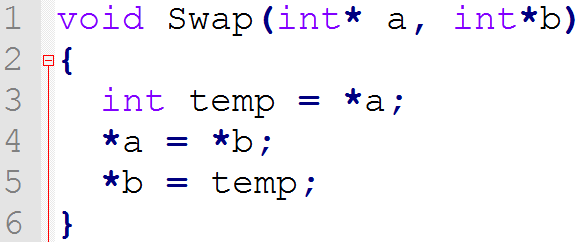 1 void Swap(int* a, int*b)
2 {
3 int temp = *a;
4 *a = *b;
5 *b = temp;
6 }